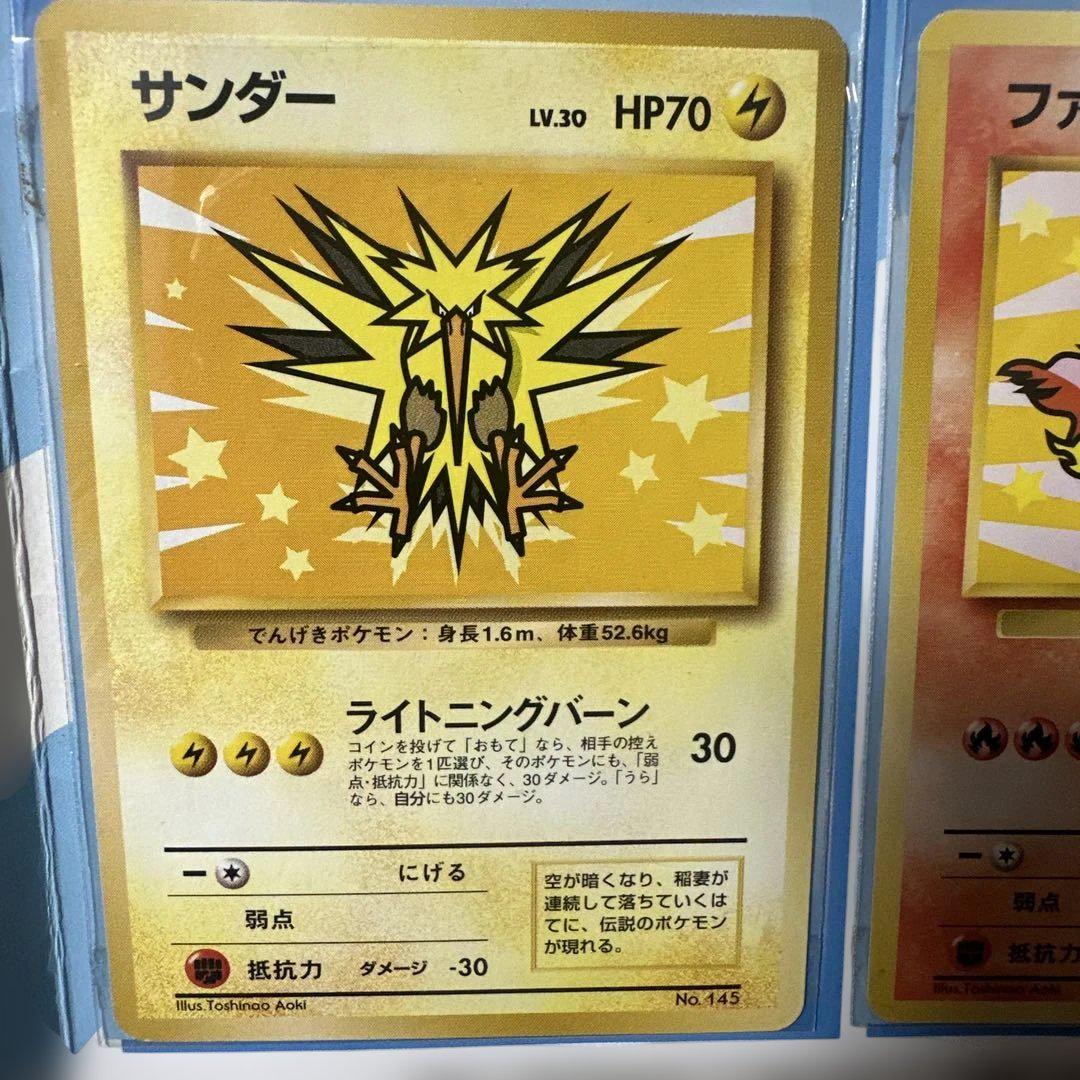 サンダー
LV.30 HP70
でんげきポケモン：身長1.6m、体重52.6kg
ライトニングバーン
コインを投げて「おもて」なら、相手の控え
ポケモンを1匹選び、そのポケモンにも、「弱
点・抵抗力」に関係なく、30ダメージ。「うら」
なら、自分にも30ダメージ。
30
にげる
弱点
抵抗力 ダメージ -30
空が暗くなり、稲妻が
連続して落ちていくは
てに、伝説のポケモン
が現れる。
Illus.Toshinao Aoki
No. 145
ファ
弱点
抵抗力
Illus.Toshinao Aoki